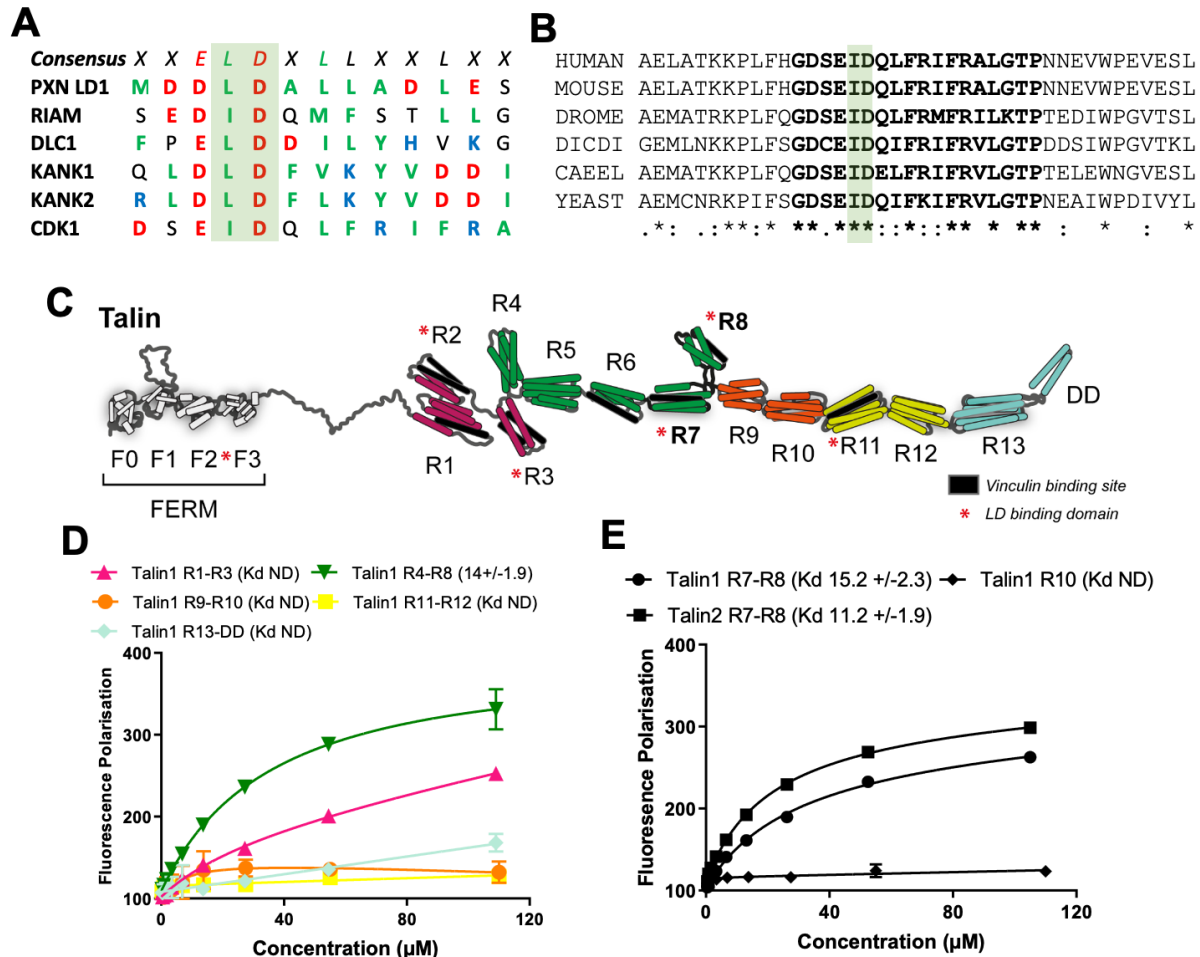 A
Consensus X X E L D X L L X X L X X
PXN LD1 M D D L D A L L A D L E S
RIAM S E D I D Q M F S T L L G
DLC1 F P E L D D I L Y H V K G
KANK1 Q L D L D F V K Y V D D I
KANK2 R L D L D F L K Y V D D I
CDK1 D S E I D Q L F R I F R A
B
HUMAN AELATKKPLFHGDSEIDQLFRIFRALGTPNNEVWPEVESL
MOUSE AELATKKPLFHGDSEIDQLFRIFRALGTPNNEVWPEVESL
DROME AEMATRKPLFQGDSEIDQLFRMFRILKTPTEDIWPGVTSL
DICDI GEMLNKKPLFSGDCEIDQIFRIFRVLGTPDDSIWPGVTKL
CAEEL AEMATKKPLFQGDSEIDELFRIFRVLGTPTELEWNGVESL
YEAST AEMCNRKPIFSGDSEIDQIFKIFRVLGTPNEAIWPDIVYL
.*: .:**:* **.***::*::** * ** : * : *
C
Talin
F0 F1 F2 *F3
FERM
R1
*R2
*R3
R4
R5
R6
*R7
*R8
R9
R10
*R11
R12
R13
DD
Vinculin binding site
* LD binding domain
D
Talin1 R1-R3 (Kd ND)
Talin1 R4-R8 (14+/-1.9)
Talin1 R9-R10 (Kd ND)
Talin1 R11-R12 (Kd ND)
Talin1 R13-DD (Kd ND)
Fluorescence Polarisation
400
300
200
100
0 40 80 120
Concentration (µM)
E
Talin1 R7-R8 (Kd 15.2 +/-2.3)
Talin1 R10 (Kd ND)
Talin2 R7-R8 (Kd 11.2 +/-1.9)
Fluoresence Polarisation
400
300
200
100
0 40 80 120
Concentration (µM)